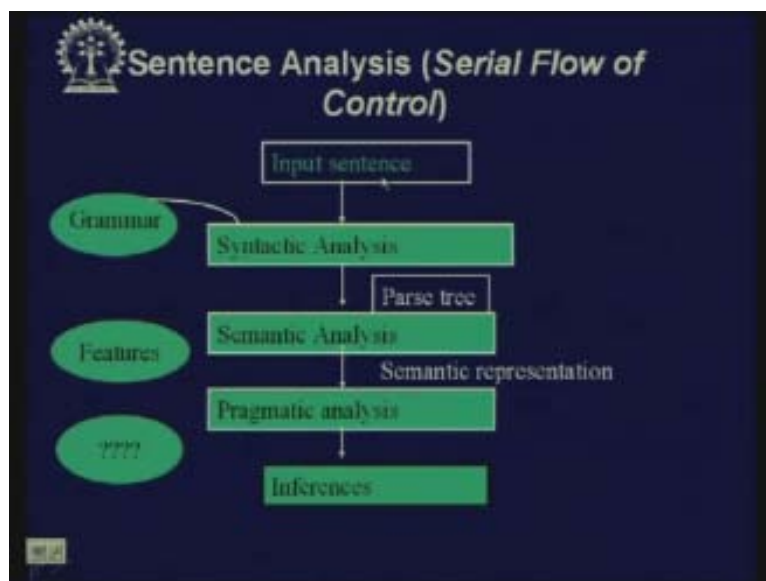 Sentence Analysis (Serial Flow of
Control)
Input sentence
Grammar
Syntactic Analysis
Parse tree
Semantic Analysis
Features
Semantic representation
Pragmatic analysis
????
Inferences